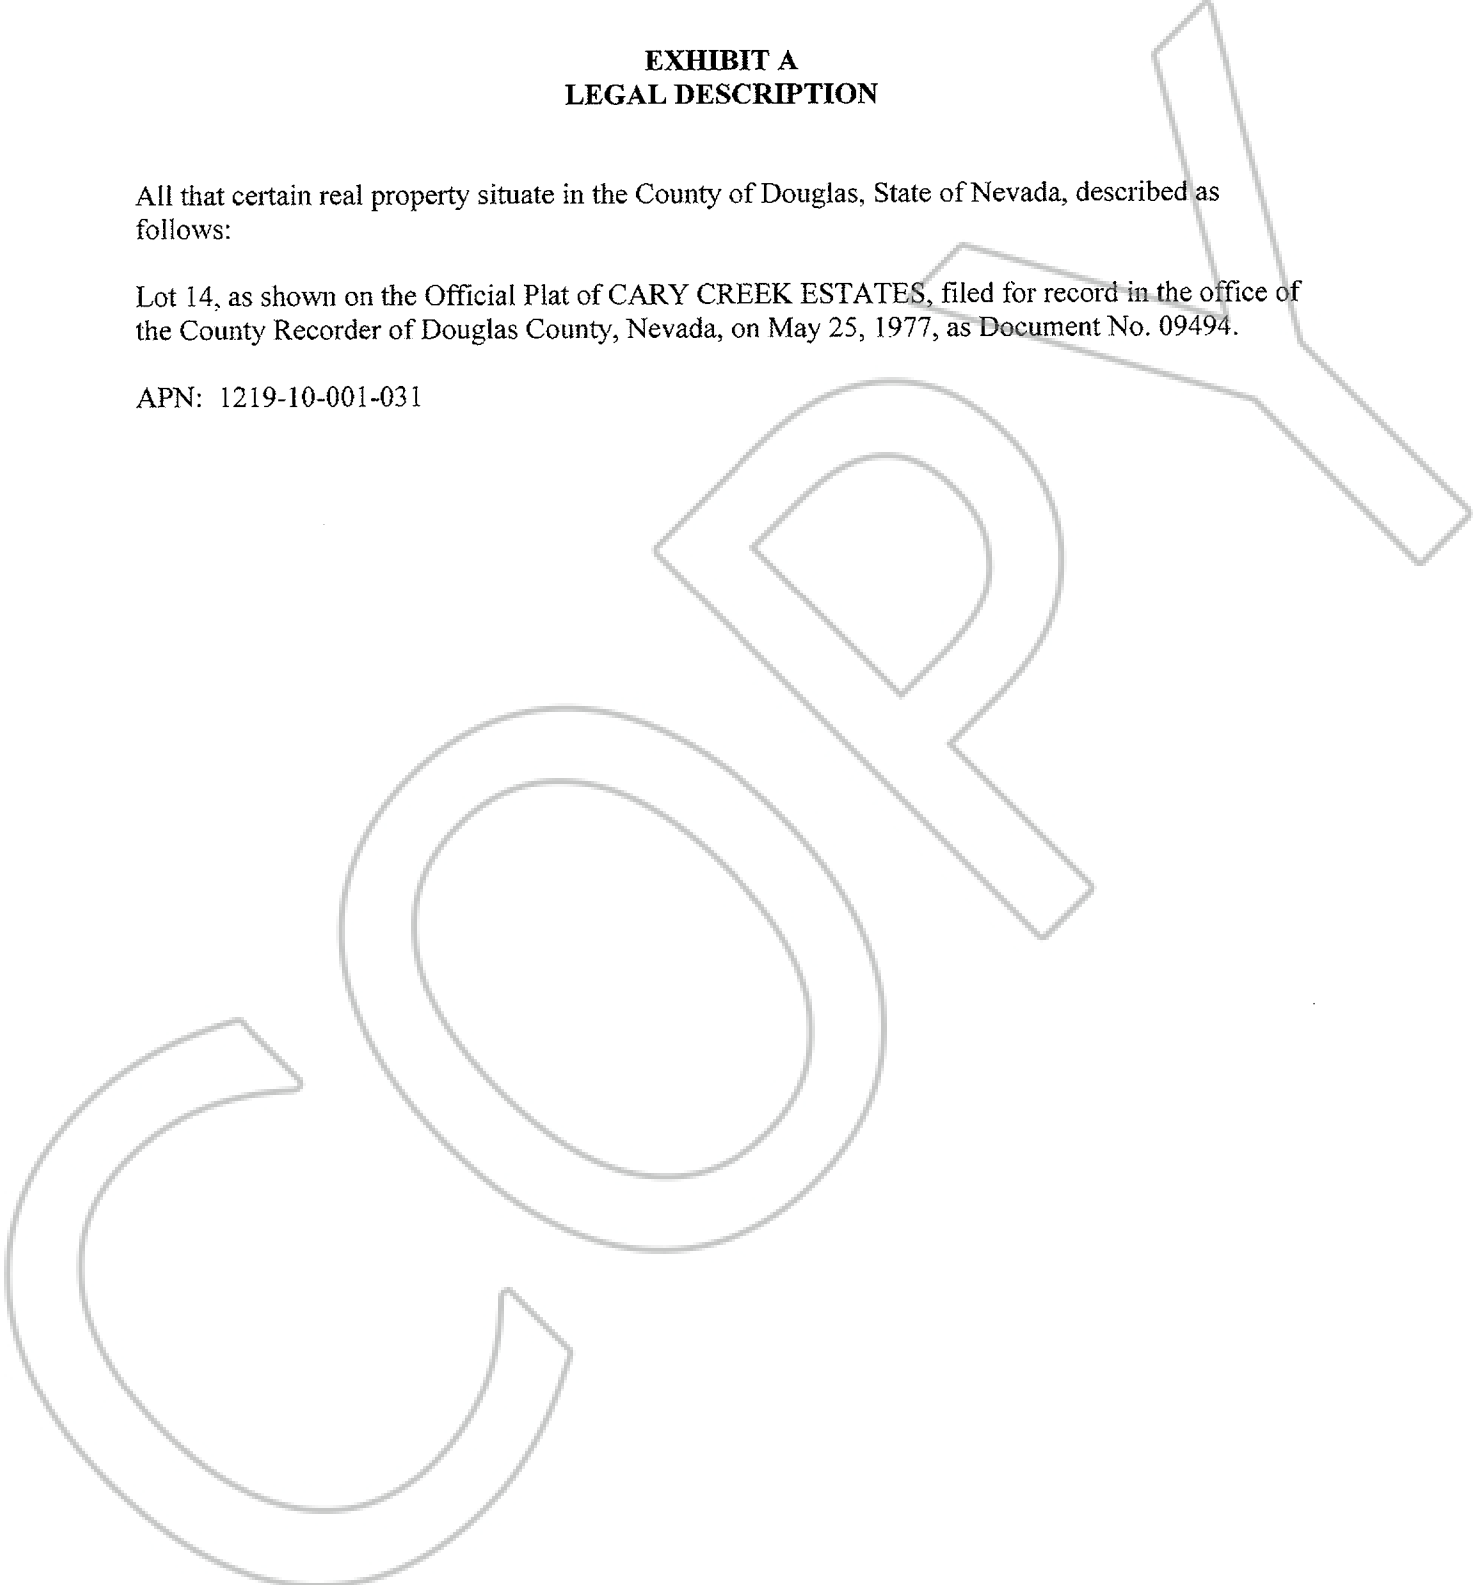 EXHIBIT A
LEGAL DESCRIPTION
All that certain real property situate in the County of Douglas, State of Nevada, described as
follows:
Lot 14, as shown on the Official Plat of CARY CREEK ESTATES, filed for record in the office of
the County Recorder of Douglas County, Nevada, on May 25, 1977, as Document No. 09494.
APN: 1219-10-001-031
COPY